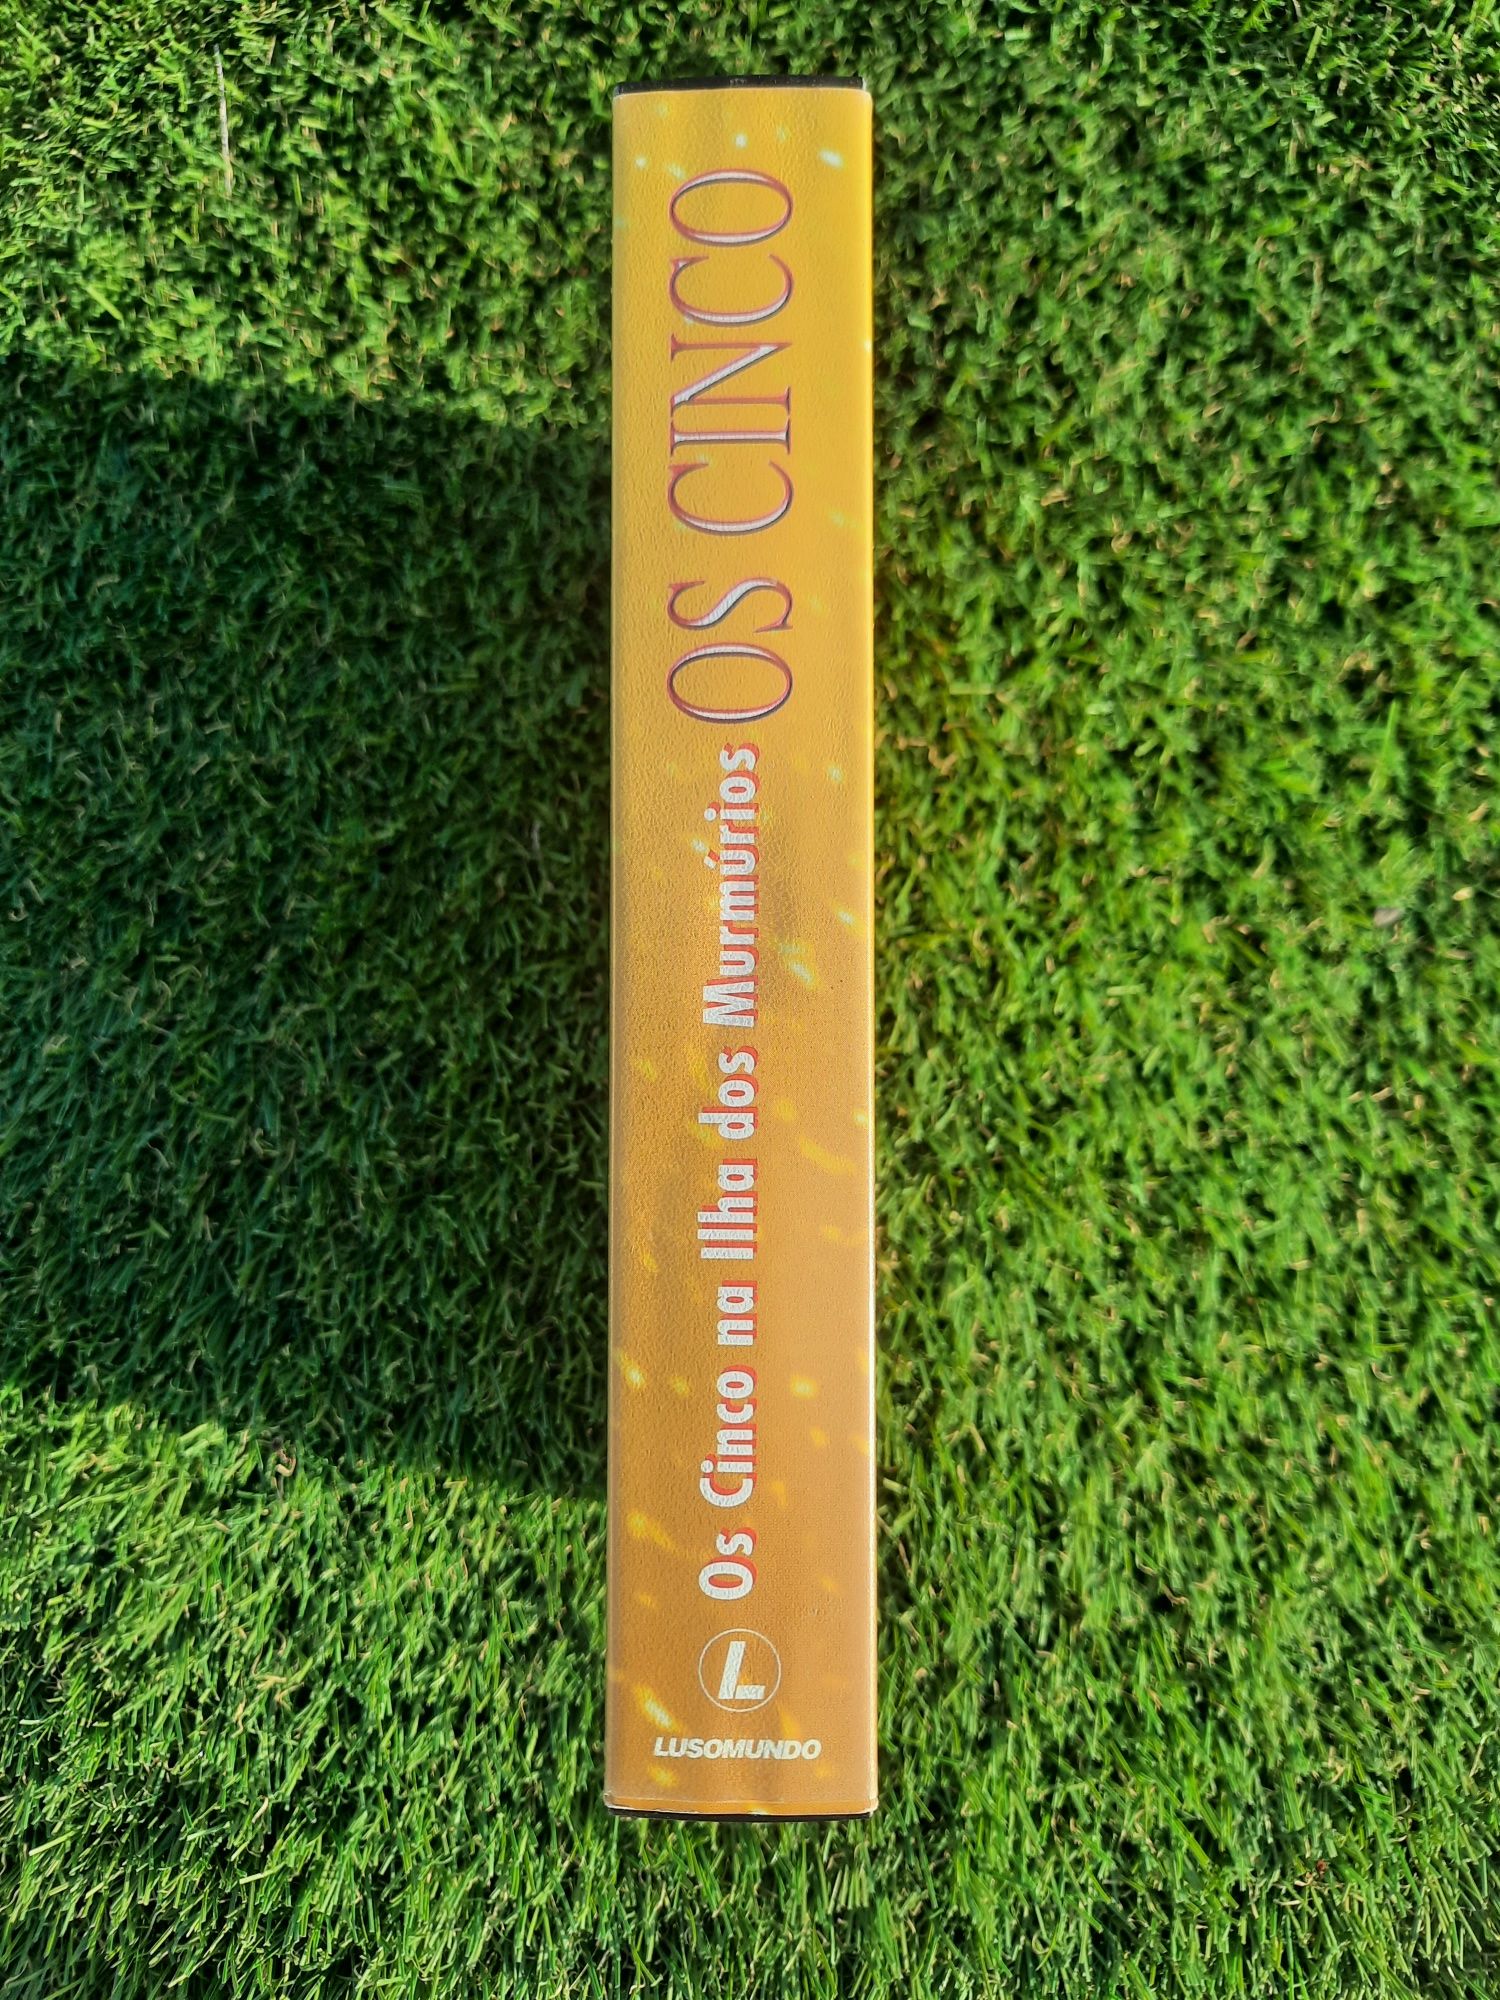 Os Cinco na Ilha dos Murmúrios OS CINCO
L
LUSOMUNDO